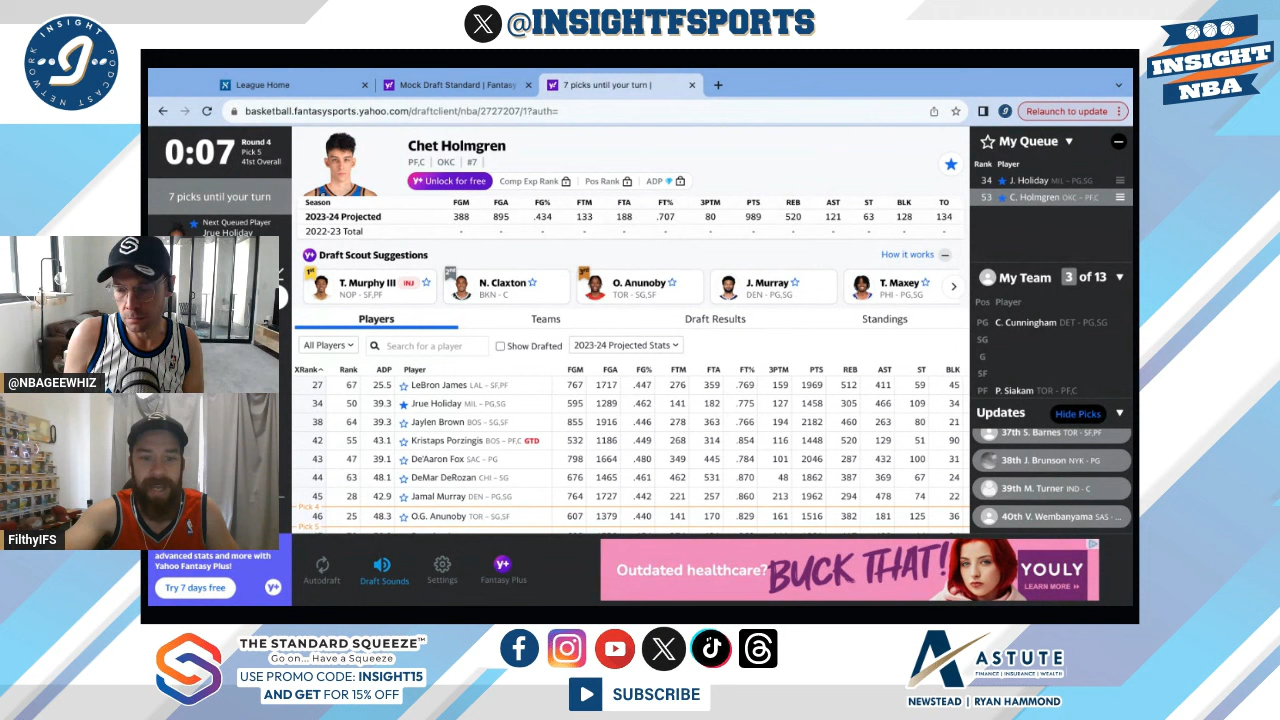 @INSIGHTFSPORTS
INSIGHT
PODCAST NETWORK
INSIGHT
NBA
League Home
Mock Draft Standard | Fantasy
7 picks until your turn |
basketball.fantasysports.yahoo.com/draftclient/nba/2727207/1?auth=
Relaunch to update
0:07
Round 4
Pick 5
41st Overall
7 picks until your turn
Next Queued Player
Jrue Holiday
Chet Holmgren
PF,C | OKC | #7
Y+ Unlock for free
Comp Exp Rank
Pos Rank
ADP
Season FGM FGA FG% FTM FTA FT% 3PTM PTS REB AST ST BLK TO
2023-24 Projected 388 895 .434 133 188 .707 80 989 520 121 63 128 134
2022-23 Total - - - - - - - - - - - - -
Y+ Draft Scout Suggestions
How it works
1st T. Murphy III INJ
NOP - SF,PF
N. Claxton
BKN - C
O. Anunoby
TOR - SG,SF
J. Murray
DEN - PG,SG
T. Maxey
PHI - PG,SG
Players Teams Draft Results Standings
All Players
Search for a player
Show Drafted
2023-24 Projected Stats
XRank Rank ADP Player FGM FGA FG% FTM FTA FT% 3PTM PTS REB AST ST BLK
27 67 25.5 LeBron James LAL - SF,PF 767 1717 .447 276 359 .769 159 1969 512 411 59 45
34 50 39.3 Jrue Holiday MIL - PG,SG 595 1289 .462 141 182 .775 127 1458 305 466 109 34
38 64 39.3 Jaylen Brown BOS - SG,SF 855 1916 .446 278 363 .766 194 2182 460 263 80 21
42 55 43.1 Kristaps Porzingis BOS - PF,C GTD 532 1186 .449 268 314 .854 116 1448 520 129 51 90
43 47 39.1 De'Aaron Fox SAC - PG 798 1664 .480 349 445 .784 101 2046 287 432 100 31
44 63 48.1 DeMar DeRozan CHI - SG 676 1465 .461 462 531 .870 48 1862 387 369 67 24
45 28 42.9 Jamal Murray DEN - PG,SG 764 1727 .442 221 257 .860 213 1962 294 478 74 22
Pick 4
46 25 48.3 O.G. Anunoby TOR - SG,SF 607 1379 .440 141 170 .829 161 1516 382 181 125 36
Pick 5
My Queue
Rank Player
34 J. Holiday MIL - PG,SG
53 C. Holmgren OKC - PF,C
My Team 3 of 13
Pos Player
PG C. Cunningham DET - PG,SG
SG
G
SF
PF P. Siakam TOR - PF,C
Updates
Hide Picks
37th S. Barnes TOR - SF,PF
38th J. Brunson NYK - PG
39th M. Turner IND - C
40th V. Wembanyama SAS - ...
@NBAGEEWHIZ
FilthyIFS
advanced stats and more with
Yahoo Fantasy Plus!
Try 7 days free
Y+
Autodraft
Draft Sounds
Settings
Fantasy Plus
Outdated healthcare?
BUCK THAT!
YOULY
LEARN MORE >>
THE STANDARD SQUEEZE™
Go on... Have a Squeeze
USE PROMO CODE: INSIGHT15
AND GET FOR 15% OFF
SUBSCRIBE
ASTUTE
FINANCE | INSURANCE | WEALTH
NEWSTEAD | RYAN HAMMOND